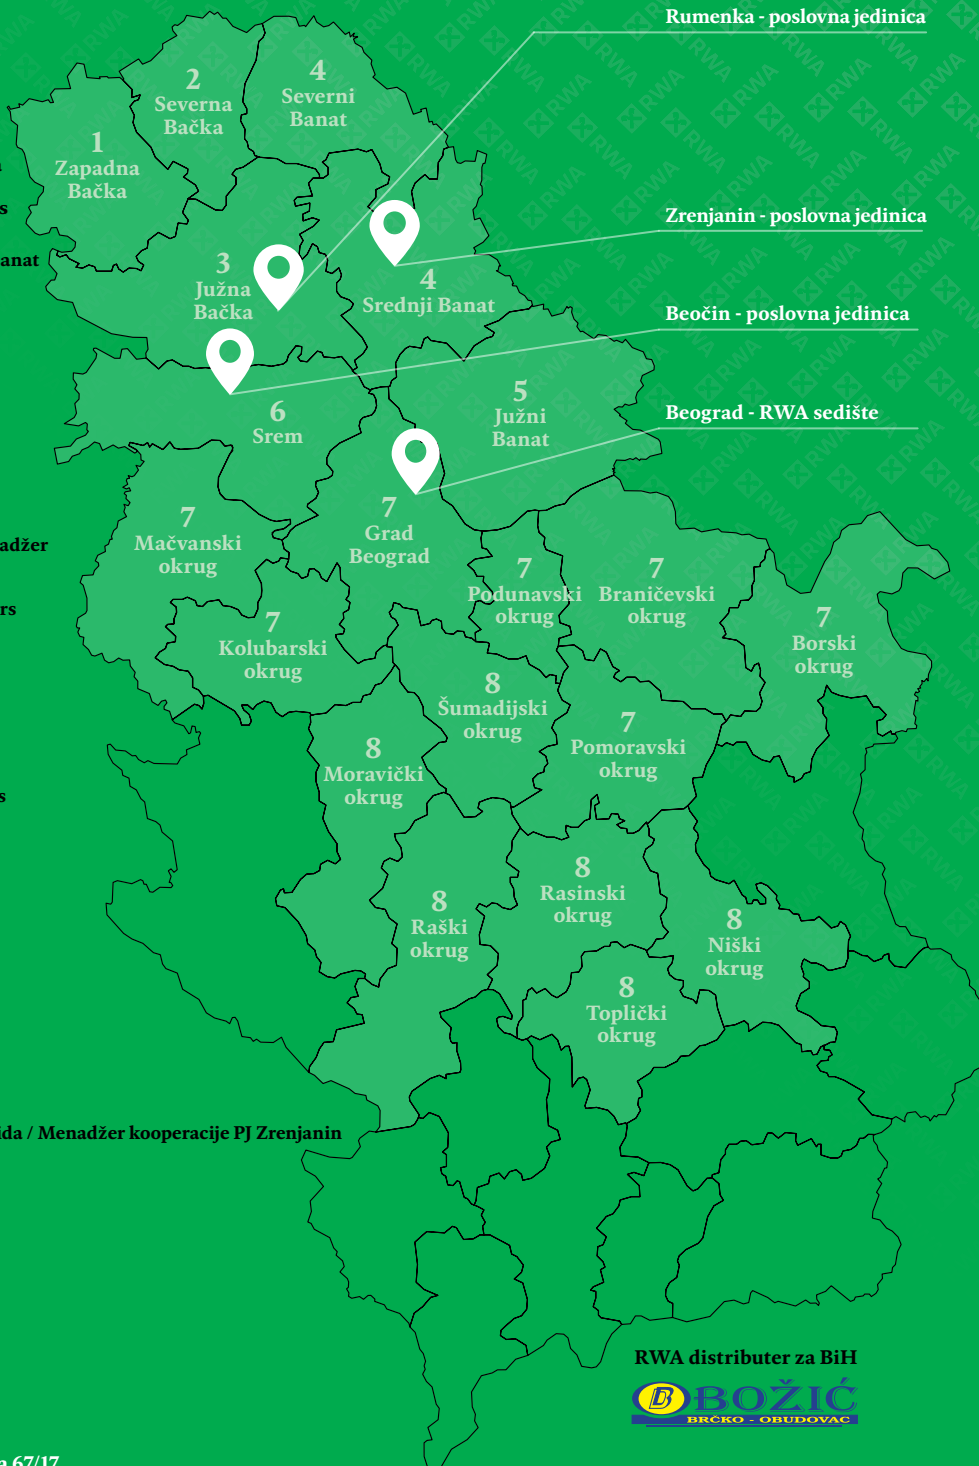 Rumenka - poslovna jedinica
2
Severna
Bačka
4
Severni
Banat
1
Zapadna
Bačka
s
anat
Zrenjanin - poslovna jedinica
3
Južna
Bačka
4
Srednji Banat
Beočin - poslovna jedinica
6
Srem
5
Južni
Banat
Beograd - RWA sedište
adžer
7
Mačvanski
okrug
7
Grad
Beograd
7
Podunavski
okrug
7
Braničevski
okrug
rs
7
Kolubarski
okrug
7
Borski
okrug
8
Šumadijski
okrug
7
Pomoravski
okrug
8
Moravički
okrug
s
8
Raški
okrug
8
Rasinski
okrug
8
Niški
okrug
8
Toplički
okrug
ida / Menadžer kooperacije PJ Zrenjanin
RWA distributer za BiH
B BOŽIĆ
BRČKO - OBUDOVAC
a 67/17
RWA